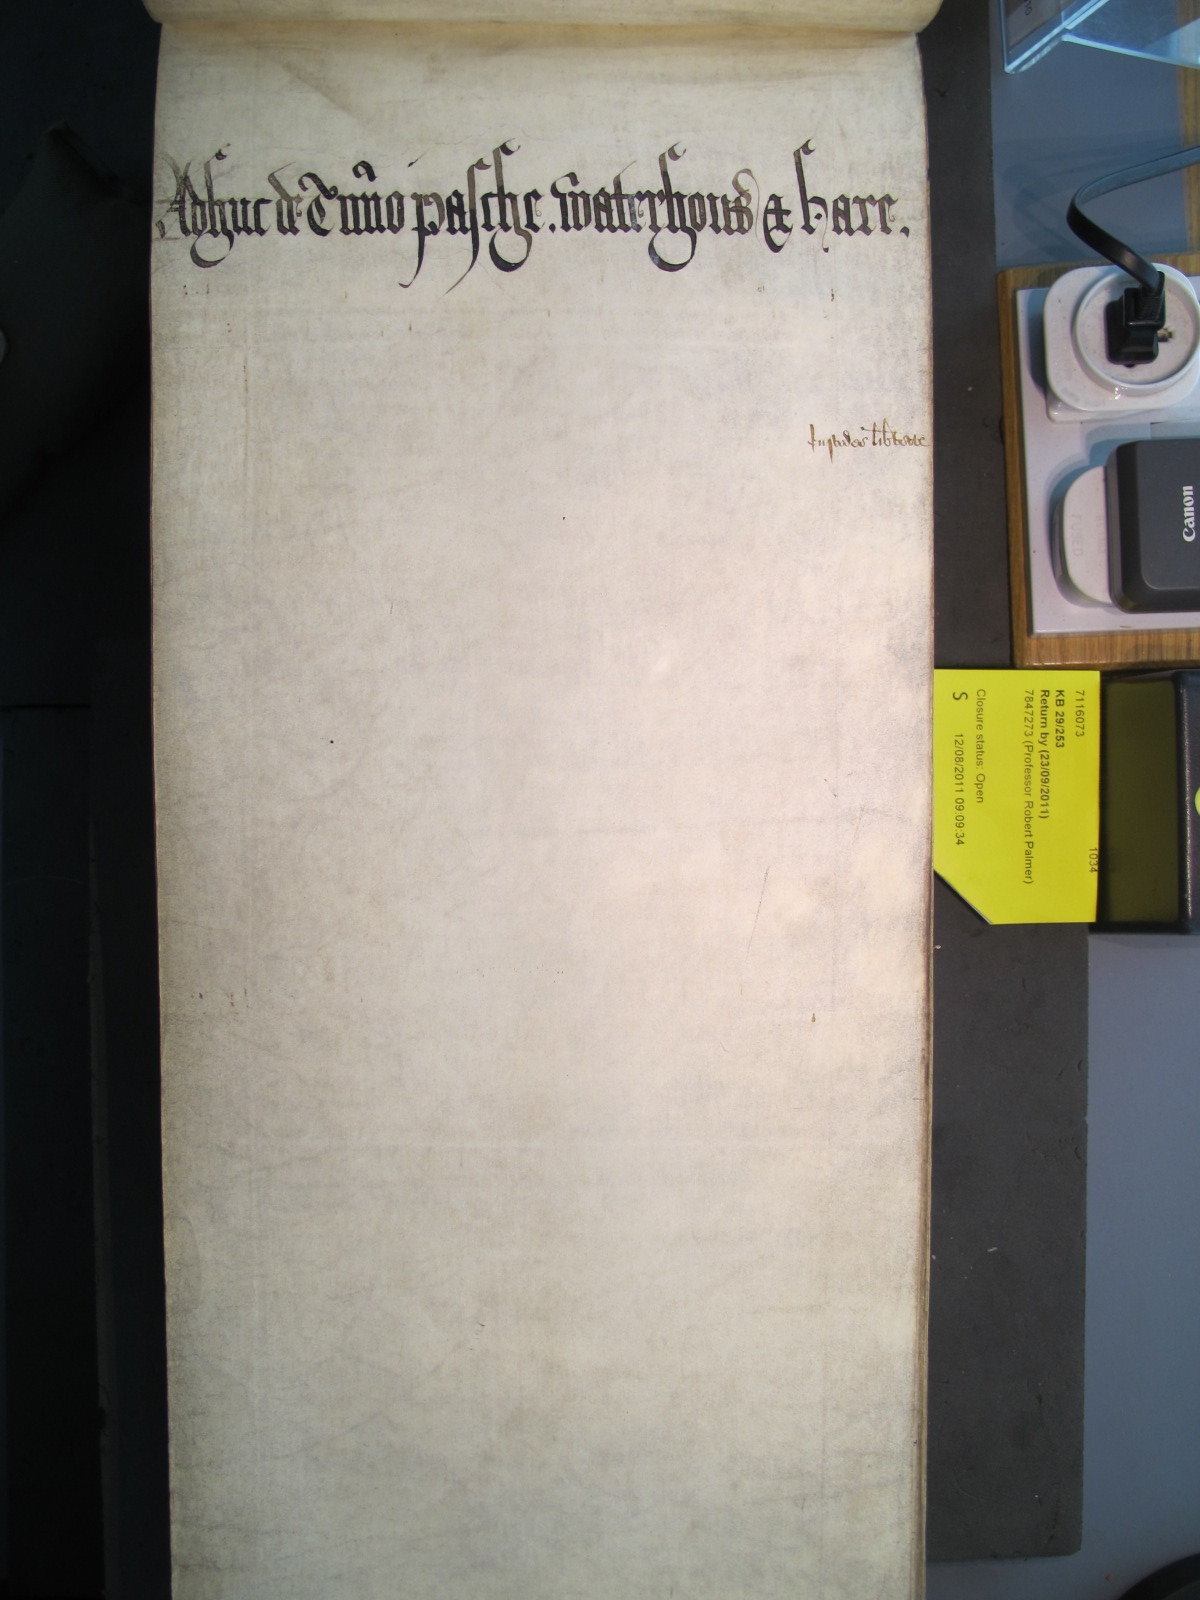 Adhuc de Tmino pasche. Waterhous & Hare.
Canon
7116073
1034
KB 29/253
Return by (23/09/2011)
7847273 (Professor Robert Palmer)
Closure status: Open
S 12/08/2011 09:09:34